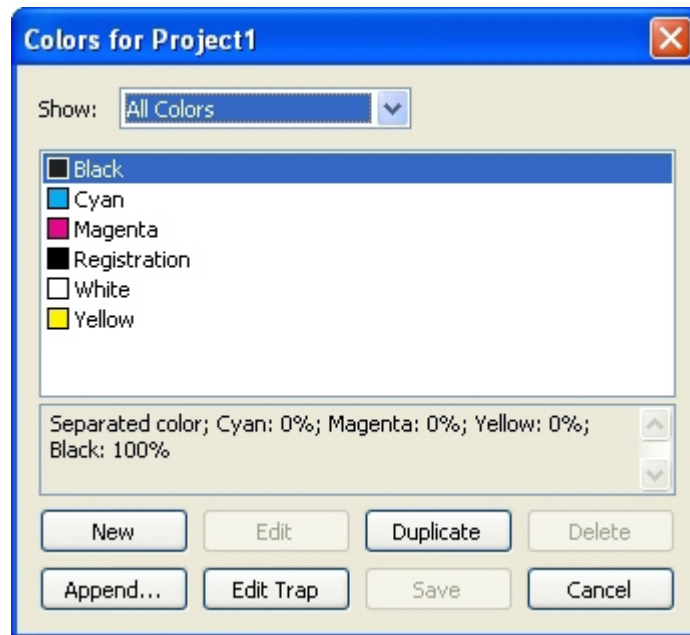 Colors for Project1
Show: All Colors
Black
Cyan
Magenta
Registration
White
Yellow
Separated color; Cyan: 0%; Magenta: 0%; Yellow: 0%;
Black: 100%
New Edit Duplicate Delete
Append... Edit Trap Save Cancel